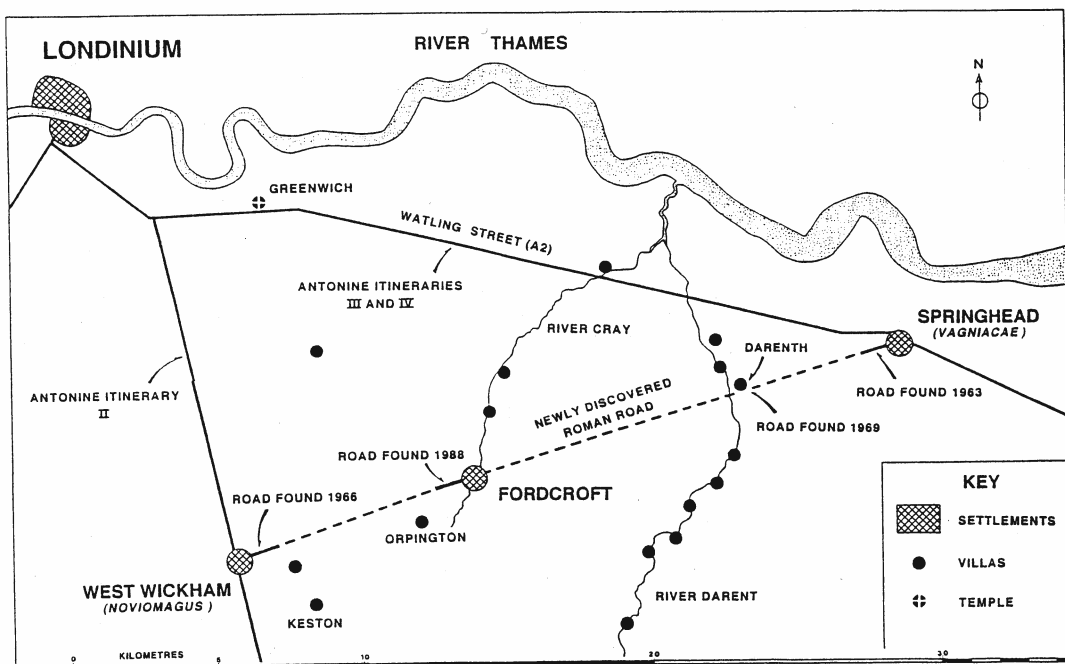 LONDINIUM
RIVER THAMES
N
GREENWICH
WATLING STREET (A2)
ANTONINE ITINERARIES
III AND IV
RIVER CRAY
SPRINGHEAD
(VAGNIACAE)
DARENTH
ANTONINE ITINERARY
II
ROAD FOUND 1963
NEWLY DISCOVERED
ROMAN ROAD
ROAD FOUND 1969
ROAD FOUND 1988
ROAD FOUND 1966
FORDCROFT
ORPINGTON
WEST WICKHAM
(NOVIOMAGUS)
KESTON
RIVER DARENT
KEY
SETTLEMENTS
VILLAS
TEMPLE
0 KILOMETRES 5 10 20 30